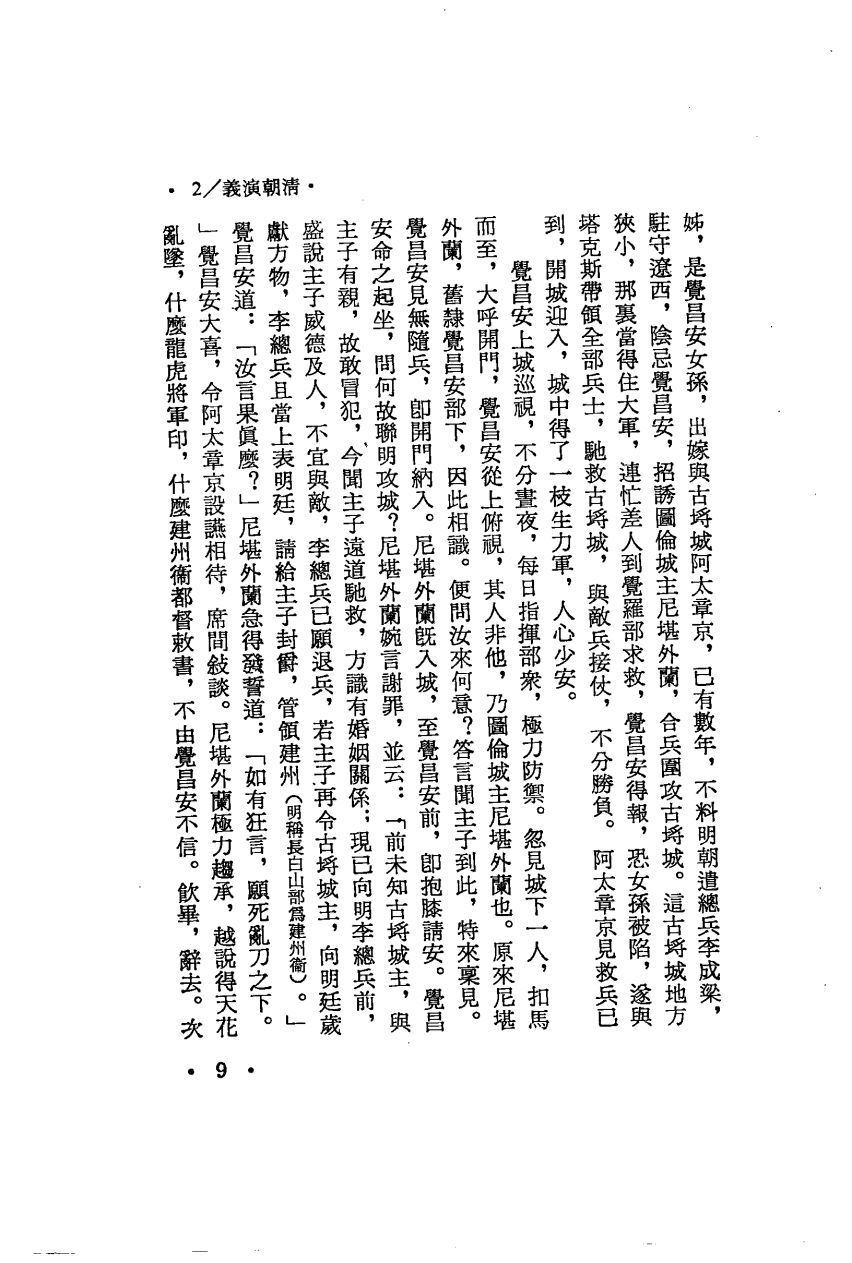 ・2／義演朝清・
姊，是覺昌安女孫，出嫁與古埓城阿太章京，已有數年，不料明朝遣總兵李成梁，
駐守遼西，陰忌覺昌安，招誘圖倫城主尼堪外蘭，合兵圍攻古埓城。這古埓城地方
狹小，那裏當得住大軍，連忙差人到覺羅部求救，覺昌安得報，恐女孫被陷，遂與
塔克斯帶領全部兵士，馳救古埓城，與敵兵接仗，不分勝負。阿太章京見救兵已
到，開城迎入，城中得了一枝生力軍，人心少安。
覺昌安上城巡視，不分晝夜，每日指揮部衆，極力防禦。忽見城下一人，扣馬
而至，大呼開門，覺昌安從上俯視，其人非他，乃圖倫城主尼堪外蘭也。原來尼堪
外蘭，舊隸覺昌安部下，因此相識。便問汝來何意？答言聞主子到此，特來稟見。
覺昌安見無隨兵，卽開門納入。尼堪外蘭旣入城，至覺昌安前，卽抱膝請安。覺昌
安命之起坐，問何故聯明攻城？尼堪外蘭婉言謝罪，並云：「前未知古埓城主，與
主子有親，故敢冒犯，今聞主子遠道馳救，方識有婚姻關係；現已向明李總兵前，
盛說主子威德及人，不宜與敵，李總兵已願退兵，若主子再令古埓城主，向明廷歲
獻方物，李總兵且當上表明廷，請給主子封爵，管領建州（明稱長白山部爲建州衞）。」
覺昌安道：「汝言果眞麼？」尼堪外蘭急得發誓道：「如有狂言，願死亂刀之下。
」覺昌安大喜，令阿太章京設讌相待，席間敍談。尼堪外蘭極力趨承，越說得天花
亂墜，什麼龍虎將軍印，什麼建州衞都督敕書，不由覺昌安不信。飮畢，辭去。次
・9・